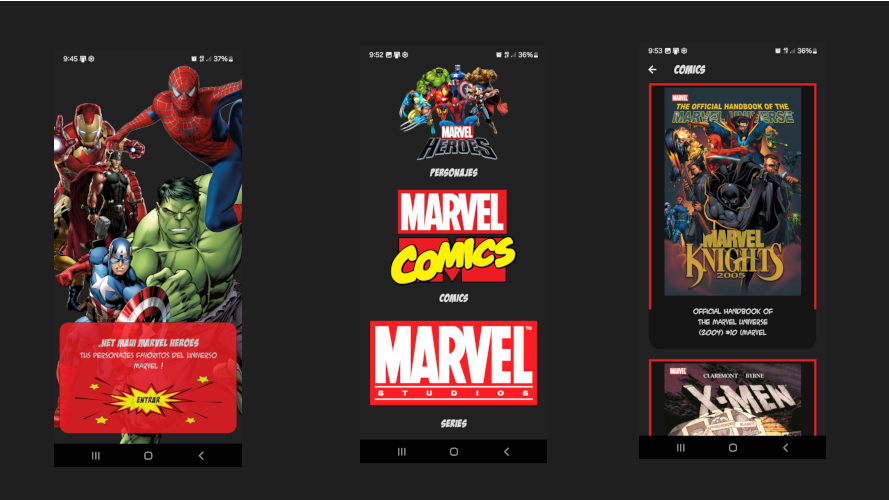 9:45
37%
.NET MAUI MARVEL HEROES
TUS PERSONAJES FAVORITOS DEL UNIVERSO
MARVEL !
ENTRAR
9:52
36%
MARVEL
HEROES
PERSONAJES
MARVEL
COMICS
COMICS
MARVEL
STUDIOS
SERIES
9:53
36%
COMICS
MARVEL
THE OFFICIAL HANDBOOK OF THE
MARVEL UNIVERSE
MARVEL
KNIGHTS
2005
OFFICIAL HANDBOOK OF
THE MARVEL UNIVERSE
(2004) #10 (MARVEL
MARVEL
CLAREMONT BYRNE
X-MEN